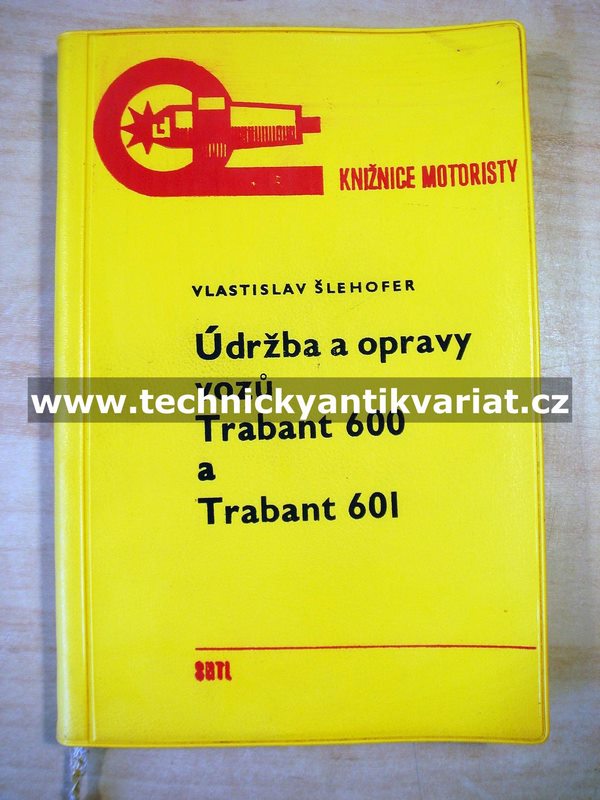 KNIŽNICE MOTORISTY
VLASTISLAV ŠLEHOFER
Údržba a opravy
vozů
www.technickyantikvariat.cz
Trabant 600
a
Trabant 601
SNTL